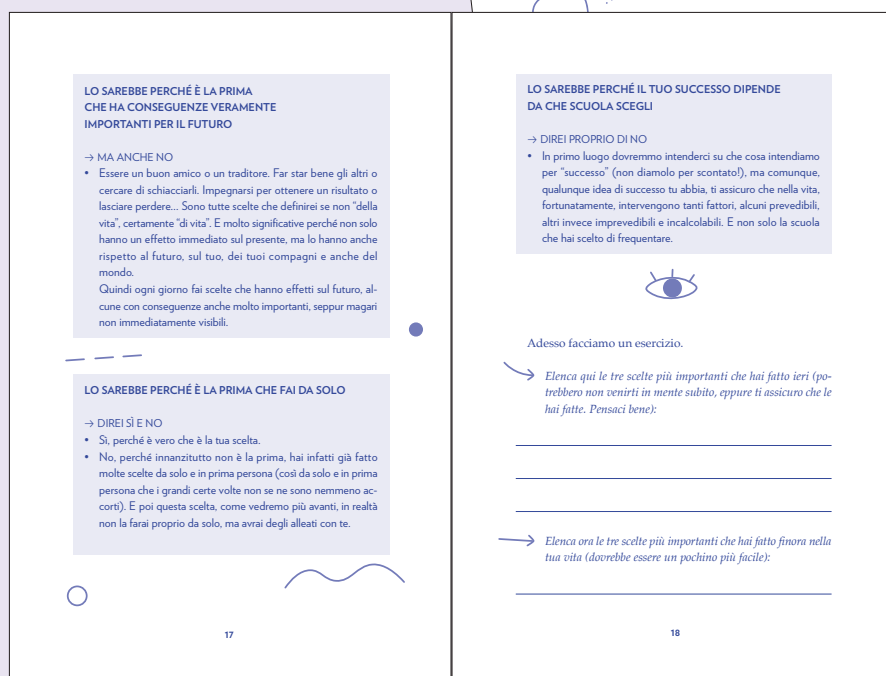 LO SAREBBE PERCHÉ È LA PRIMA
CHE HA CONSEGUENZE VERAMENTE
IMPORTANTI PER IL FUTURO
→ MA ANCHE NO
• Essere un buon amico o un traditore. Far star bene gli altri o
cercare di schiacciarli. Impegnarsi per ottenere un risultato o
lasciare perdere... Sono tutte scelte che definirei se non “della
vita”, certamente “di vita”. E molto significative perché non solo
hanno un effetto immediato sul presente, ma lo hanno anche
rispetto al futuro, sul tuo, dei tuoi compagni e anche del
mondo.
Quindi ogni giorno fai scelte che hanno effetti sul futuro, al-
cune con conseguenze anche molto importanti, seppur magari
non immediatamente visibili.
LO SAREBBE PERCHÉ È LA PRIMA CHE FAI DA SOLO
→ DIREI SÌ E NO
• Sì, perché è vero che è la tua scelta.
• No, perché innanzitutto non è la prima, hai infatti già fatto
molte scelte da solo e in prima persona (così da solo e in prima
persona che i grandi certe volte non se ne sono nemmeno ac-
corti). E poi questa scelta, come vedremo più avanti, in realtà
non la farai proprio da solo, ma avrai degli alleati con te.
17
LO SAREBBE PERCHÉ IL TUO SUCCESSO DIPENDE
DA CHE SCUOLA SCEGLI
→ DIREI PROPRIO DI NO
• In primo luogo dovremmo intenderci su che cosa intendiamo
per “successo” (non diamolo per scontato!), ma comunque,
qualunque idea di successo tu abbia, ti assicuro che nella vita,
fortunatamente, intervengono tanti fattori, alcuni prevedibili,
altri invece imprevedibili e incalcolabili. E non solo la scuola
che hai scelto di frequentare.
Adesso facciamo un esercizio.
Elenca qui le tre scelte più importanti che hai fatto ieri (po-
trebbero non venirti in mente subito, eppure ti assicuro che le
hai fatte. Pensaci bene):
Elenca ora le tre scelte più importanti che hai fatto finora nella
tua vita (dovrebbe essere un pochino più facile):
18